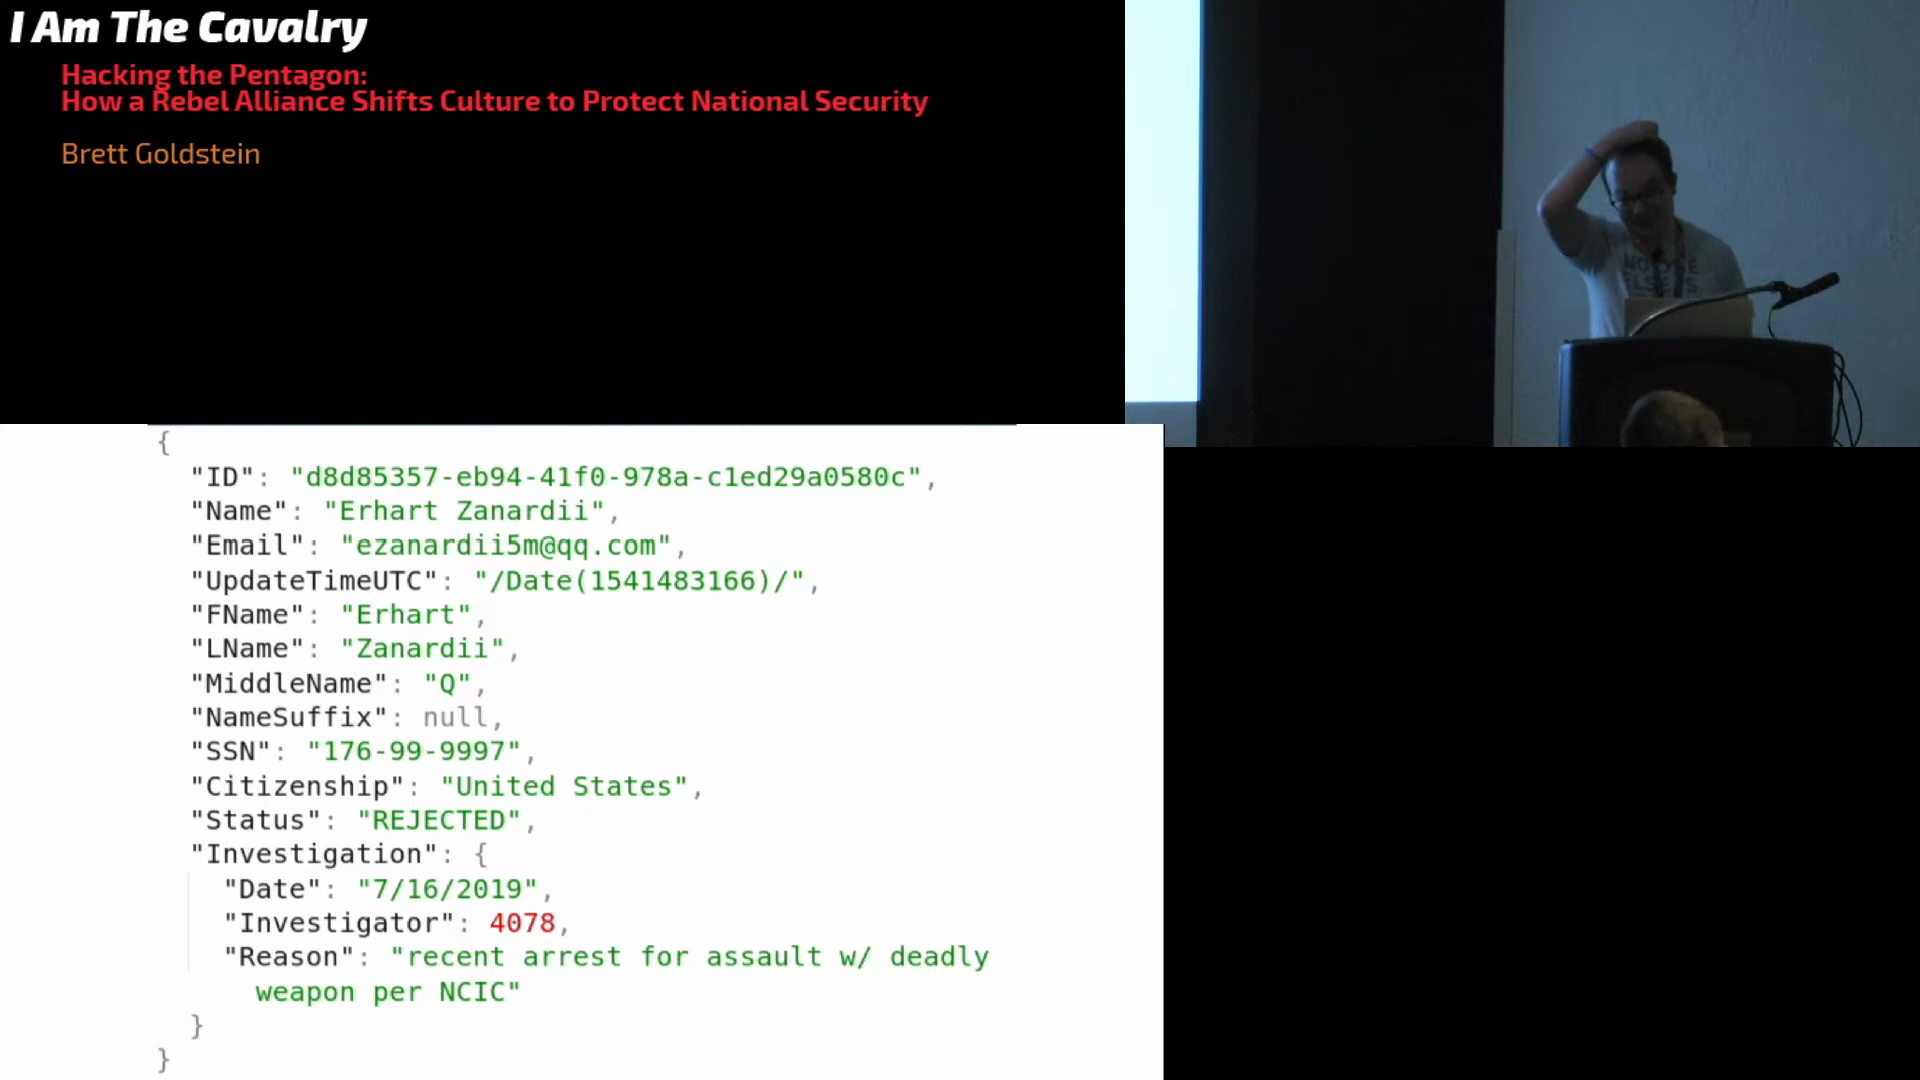 I Am The Cavalry
Hacking the Pentagon:
How a Rebel Alliance Shifts Culture to Protect National Security
Brett Goldstein
{
"ID": "d8d85357-eb94-41f0-978a-c1ed29a0580c",
"Name": "Erhart Zanardii",
"Email": "ezanardii5m@qq.com",
"UpdateTimeUTC": "/Date(1541483166)/",
"FName": "Erhart",
"LName": "Zanardii",
"MiddleName": "Q",
"NameSuffix": null,
"SSN": "176-99-9997",
"Citizenship": "United States",
"Status": "REJECTED",
"Investigation": {
"Date": "7/16/2019",
"Investigator": 4078,
"Reason": "recent arrest for assault w/ deadly
weapon per NCIC"
}
}